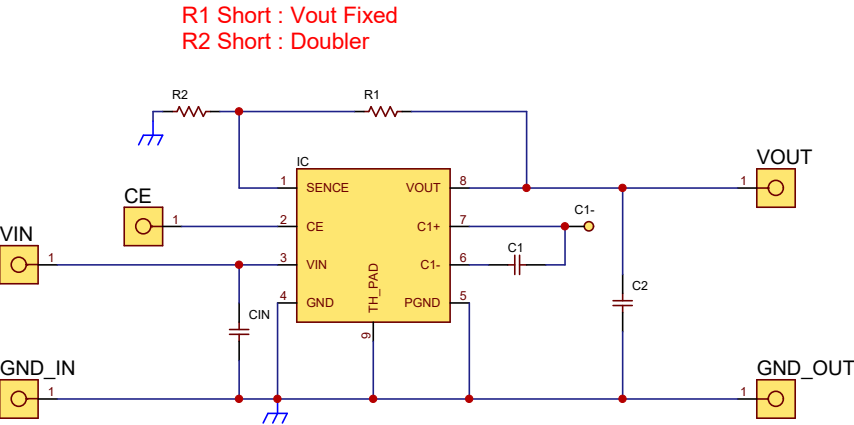 R1 Short : Vout Fixed
R2 Short : Doubler
R2
R1
IC
VOUT
1 SENCE VOUT 8
1
CE
C1-
1
2 CE C1+ 7
VIN
C1
1
3 VIN C1- 6
TH_PAD
C2
4 GND PGND 5
CIN
9
GND_IN
GND_OUT
1
1